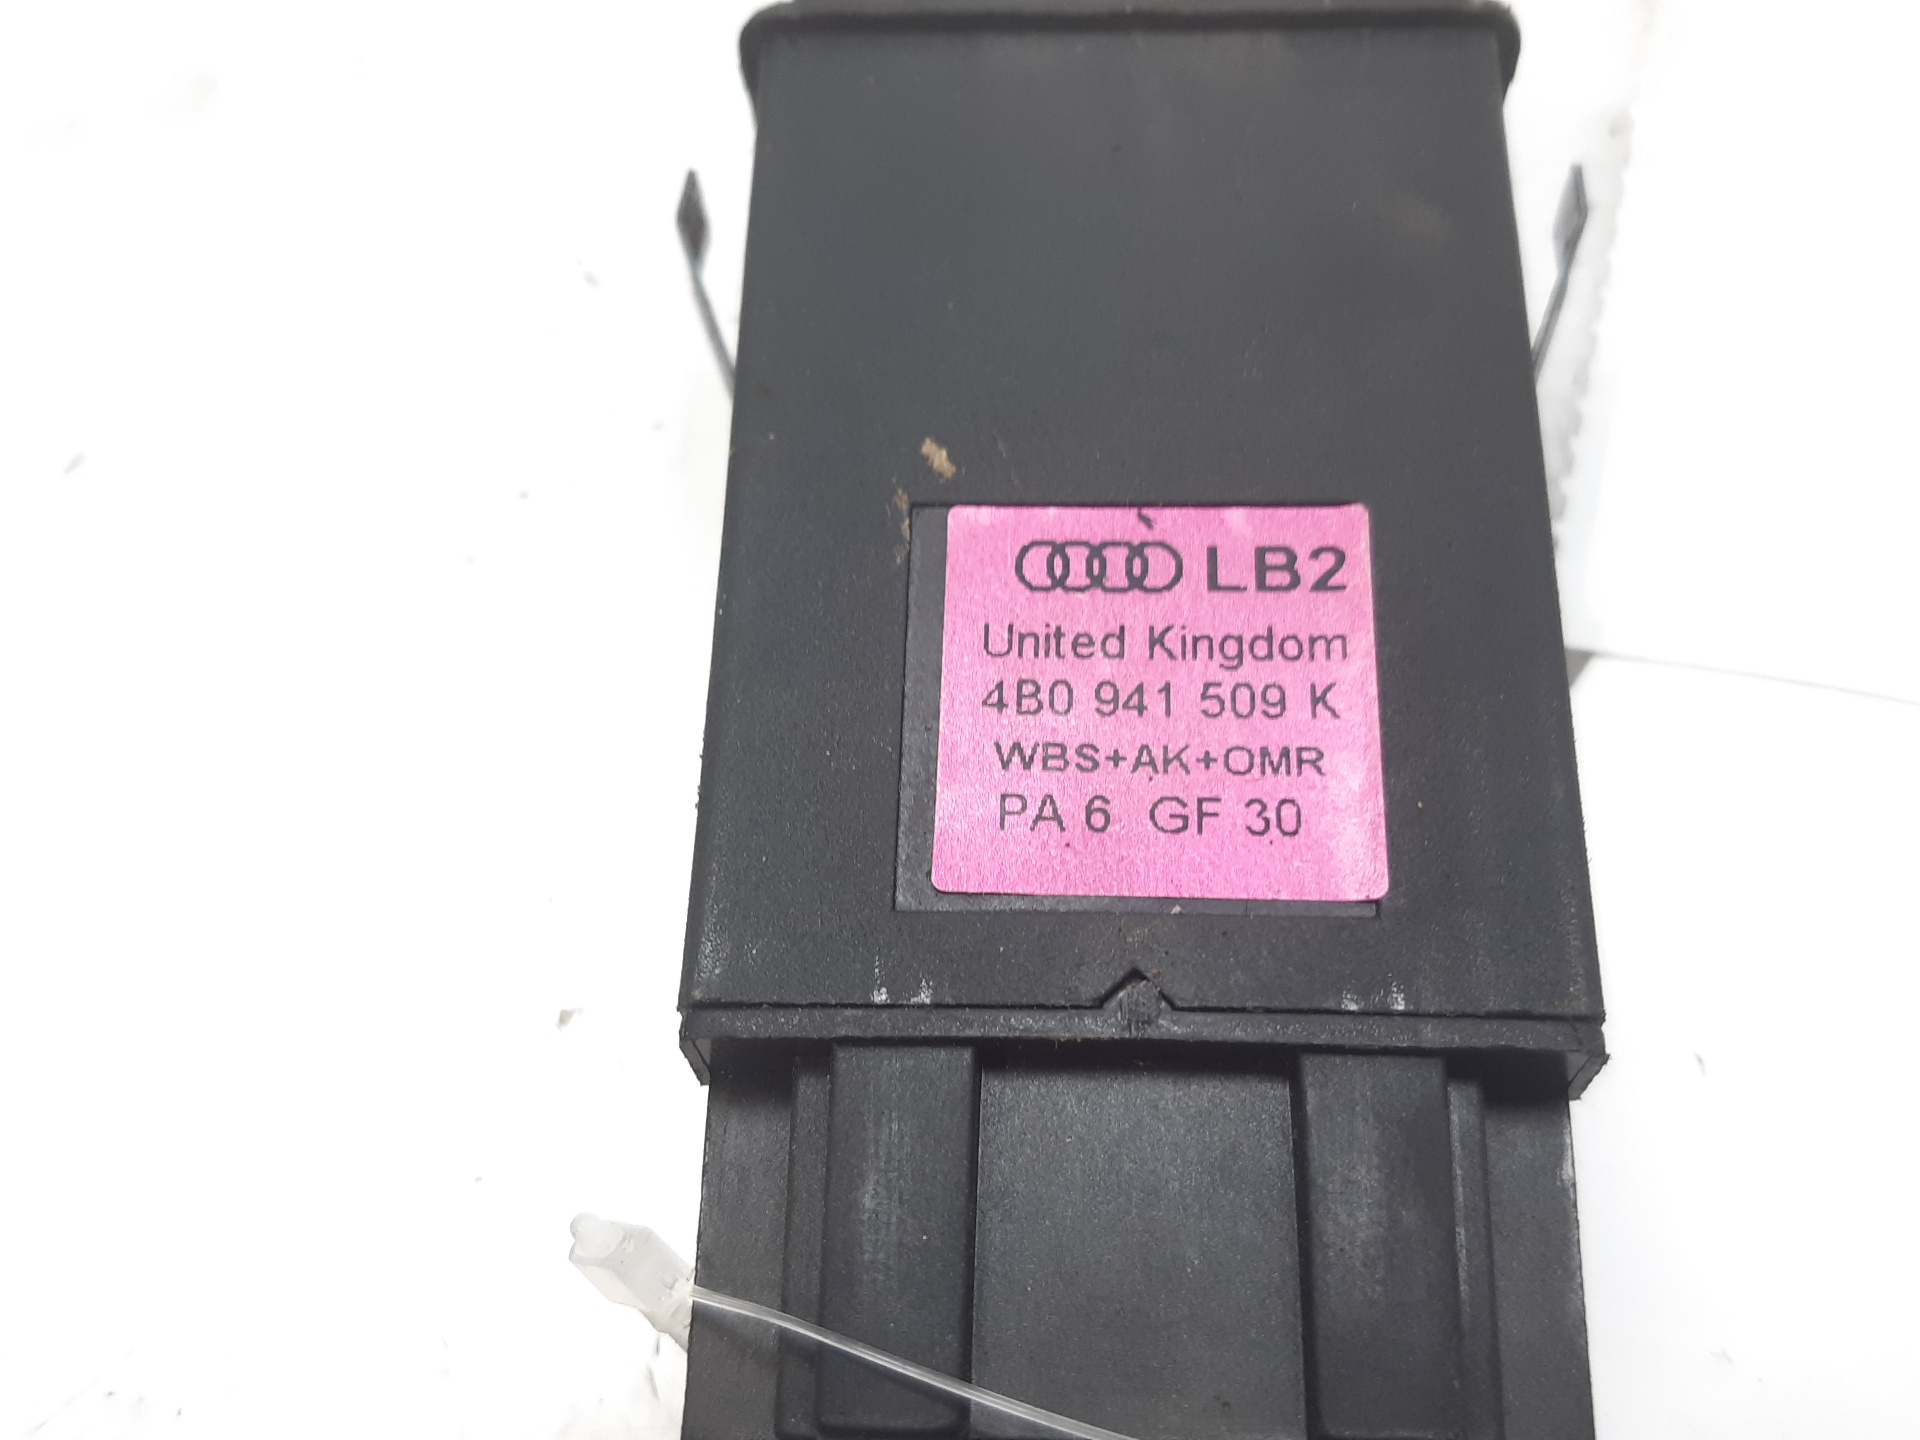 LB2
United Kingdom
4B0 941 509 K
WBS+AK+OMR
PA 6 GF 30